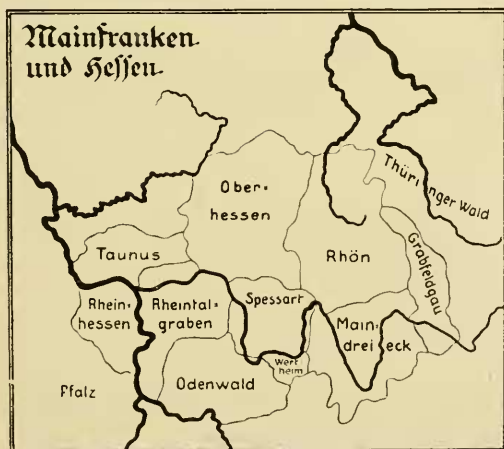 Mainfranken
und Hessen
Ober-
hessen
Thüringer Wald
Taunus
Rhön
Grabfeldgau
Rhein-
hessen
Rheintal-
graben
Spessart
Main-
dreieck
Wert
heim
Pfalz
Odenwald